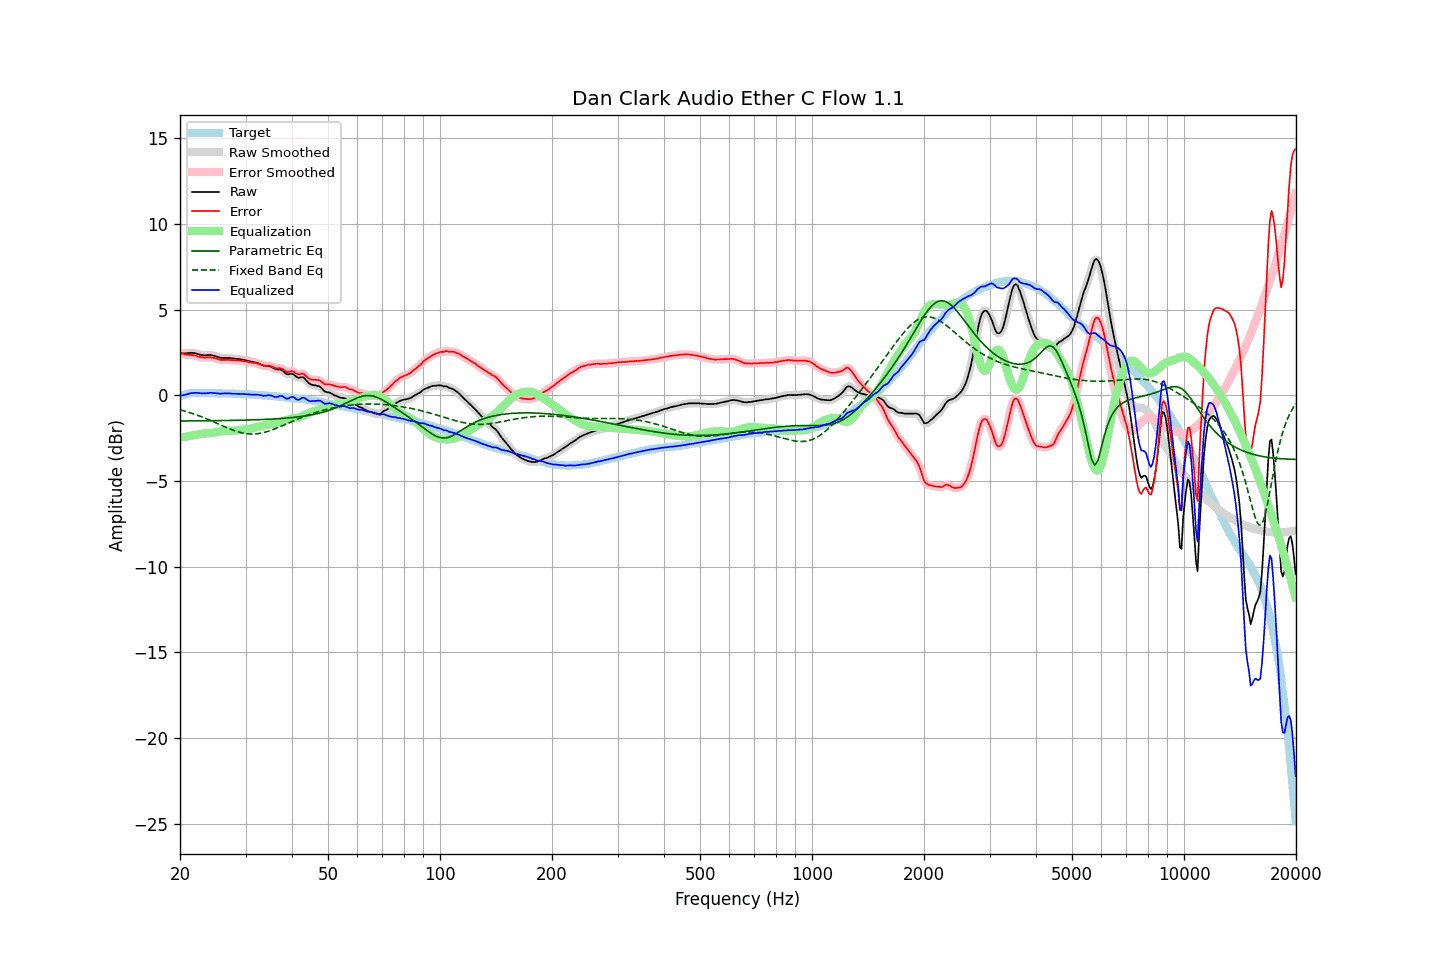 Dan Clark Audio Ether C Flow 1.1
Target
Raw Smoothed
Error Smoothed
Raw
Error
Equalization
Parametric Eq
Fixed Band Eq
Equalized
15
10
5
0
−5
−10
−15
−20
−25
Amplitude (dBr)
20
50
100
200
500
1000
2000
5000
10000
20000
Frequency (Hz)